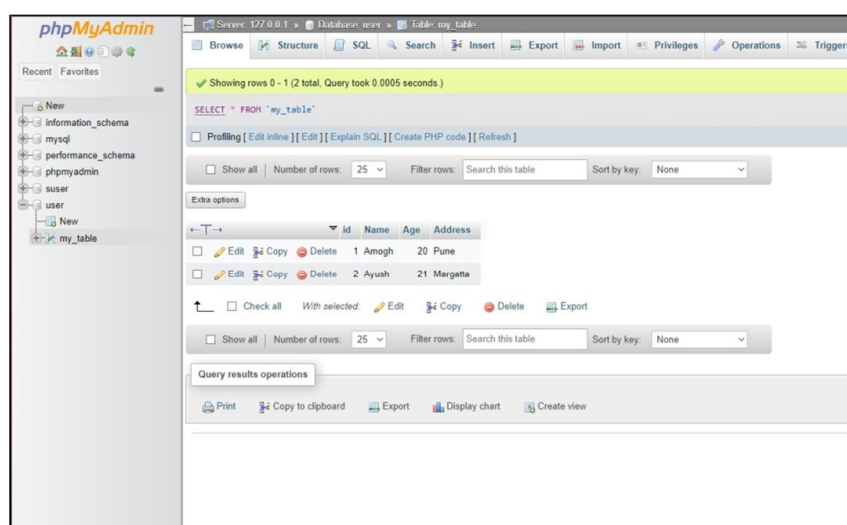 phpMyAdmin
Recent Favorites
New
information_schema
mysql
performance_schema
phpmyadmin
suser
user
New
my_table
Server: 127.0.0.1 » Database: user » Table: my_table
Browse Structure SQL Search Insert Export Import Privileges Operations Triggers
Showing rows 0 - 1 (2 total, Query took 0.0005 seconds.)
SELECT * FROM `my_table`
Profiling [ Edit inline ] [ Edit ] [ Explain SQL ] [ Create PHP code ] [ Refresh ]
Show all | Number of rows: 25 Filter rows: Search this table Sort by key: None
Extra options
←T→ id Name Age Address
Edit Copy Delete 1 Amogh 20 Pune
Edit Copy Delete 2 Ayush 21 Margatta
Check all With selected: Edit Copy Delete Export
Show all | Number of rows: 25 Filter rows: Search this table Sort by key: None
Query results operations
Print Copy to clipboard Export Display chart Create view